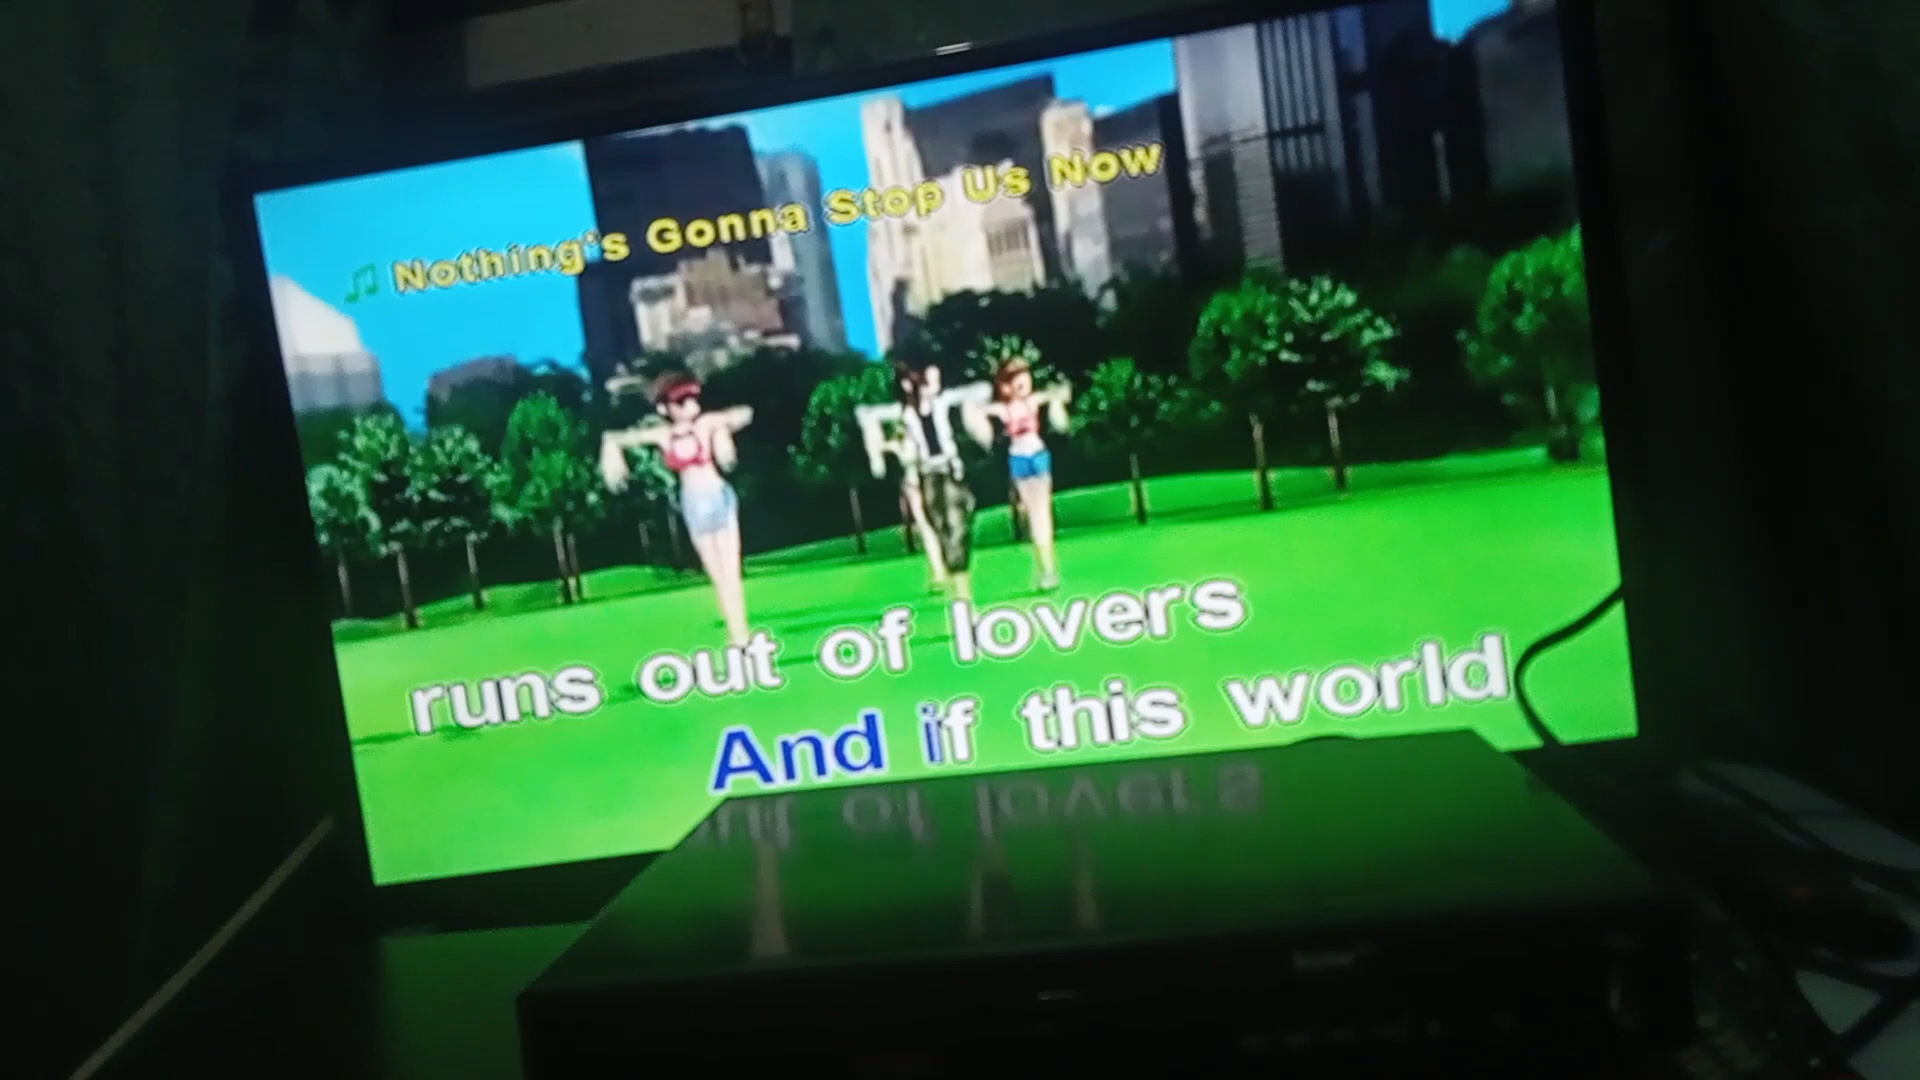 ♫ Nothing's Gonna Stop Us Now
runs out of lovers
And if this world